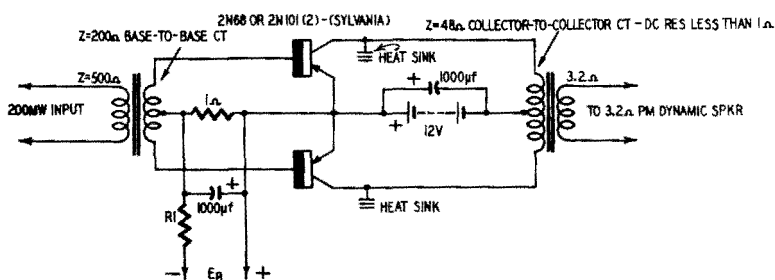 2N68 OR 2N101 (2)-(SYLVANIA)
Z=200Ω BASE-TO-BASE CT
Z=48Ω COLLECTOR-TO-COLLECTOR CT - DC RES LESS THAN 1Ω
HEAT SINK
Z=500Ω
1Ω
+
1000µf
3.2Ω
200MW INPUT
+
12V
TO 3.2Ω PM DYNAMIC SPKR
+
1000µf
HEAT SINK
R1
- EB +